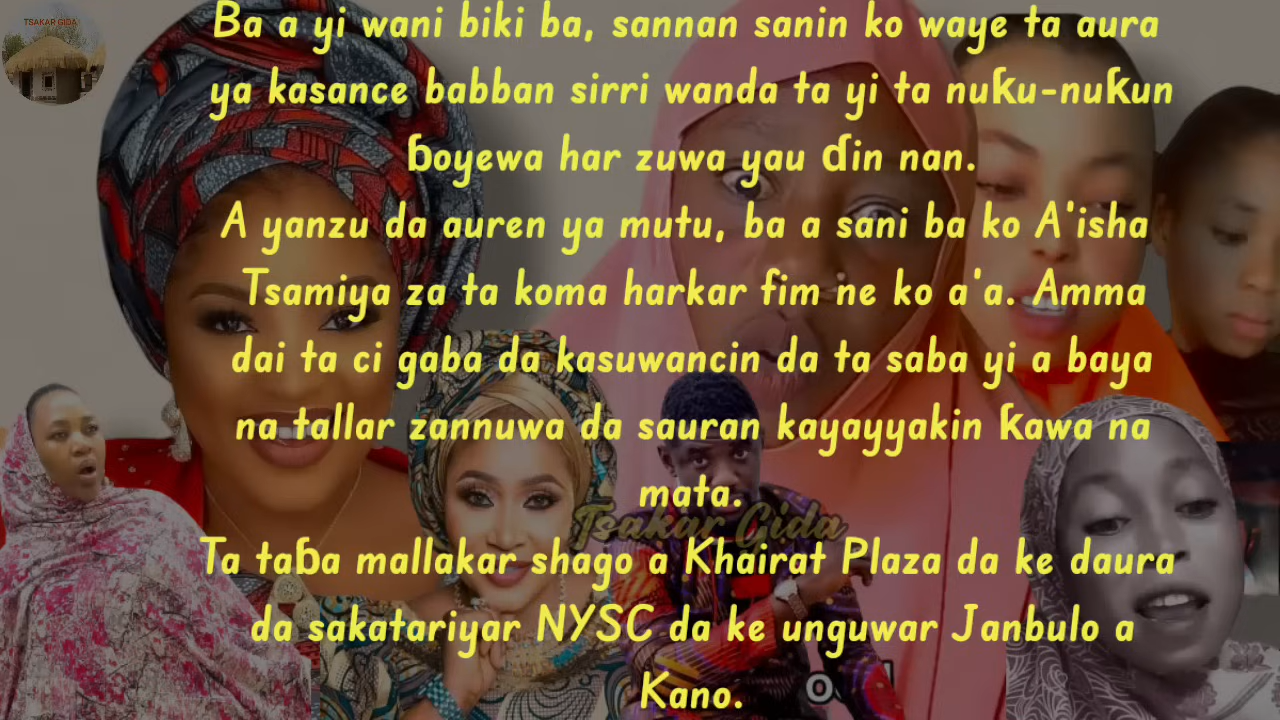 TSAKAR GIDA
Ba a yi wani biki ba, sannan sanin ko waye ta aura
ya kasance babban sirri wanda ta yi ta nuƙu-nuƙun
ɓoyewa har zuwa yau ɗin nan.
A yanzu da auren ya mutu, ba a sani ba ko A'isha
Tsamiya za ta koma harkar fim ne ko a'a. Amma
dai ta ci gaba da kasuwancin da ta saba yi a baya
na tallar zannuwa da sauran kayayyakin ƙawa na
mata.
Tsakar Gida
Ta taɓa mallakar shago a Khairat Plaza da ke daura
da sakatariyar NYSC da ke unguwar Janbulo a
Kano.